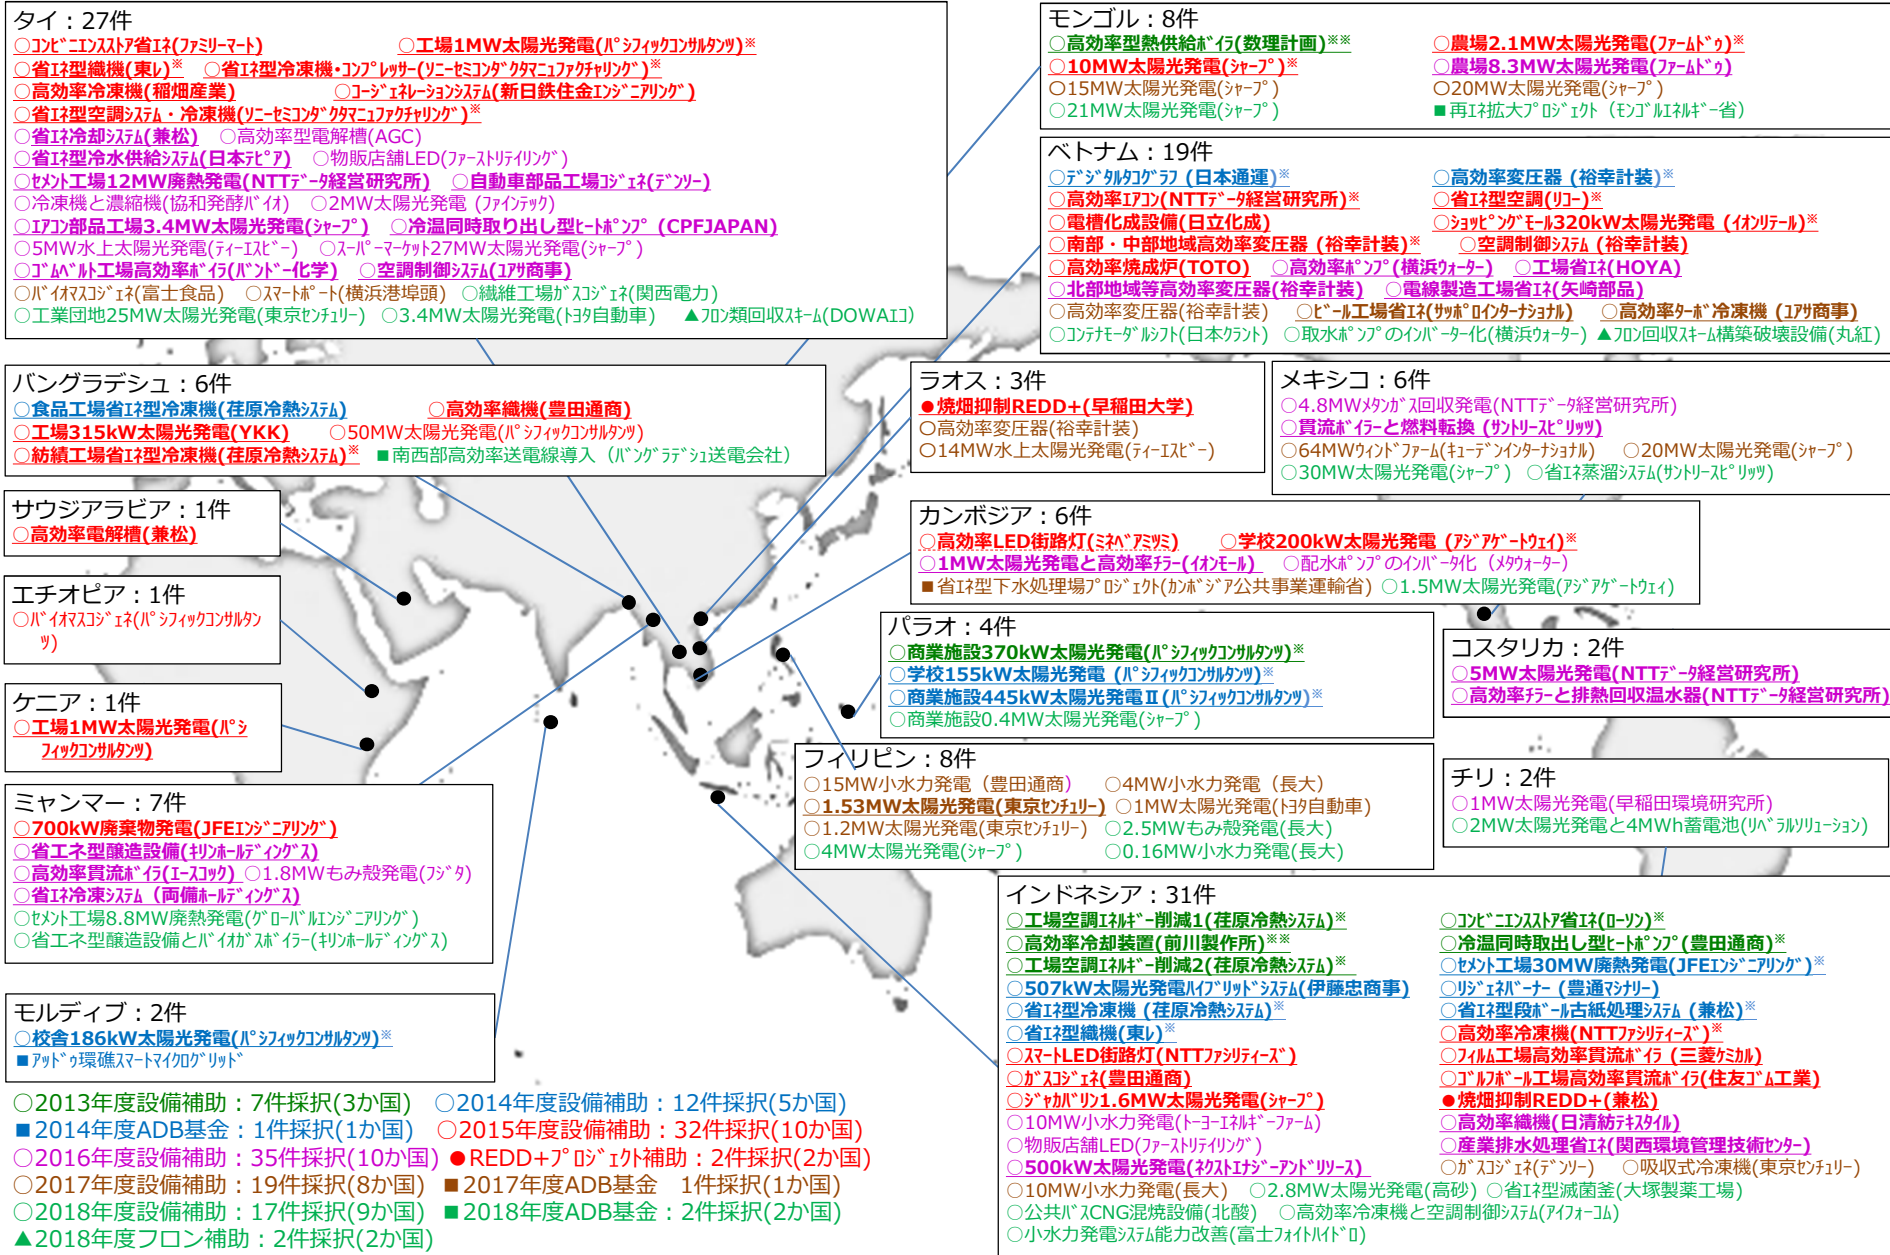 タイ：27件
○ｺﾝﾋﾞﾆｴﾝｽｽﾄｱ省ｴﾈ(ﾌｧﾐﾘｰﾏｰﾄ) ○工場1MW太陽光発電(ﾊﾟｼﾌｨｯｸｺﾝｻﾙﾀﾝﾂ)※
○省ｴﾈ型織機(東ﾚ)※ ○省ｴﾈ型冷凍機･ｺﾝﾌﾟﾚｯｻｰ(ｿﾆｰｾﾐｺﾝﾀﾞｸﾀﾏﾆｭﾌｧｸﾁｬﾘﾝｸﾞ)※
○高効率冷凍機(稲畑産業) ○ｺｰｼﾞｪﾈﾚｰｼｮﾝｼｽﾃﾑ(新日鉄住金ｴﾝｼﾞﾆｱﾘﾝｸﾞ)
○省ｴﾈ型空調ｼｽﾃﾑ・冷凍機(ｿﾆｰｾﾐｺﾝﾀﾞｸﾀﾏﾆｭﾌｧｸﾁｬﾘﾝｸﾞ)※
○省ｴﾈ冷却ｼｽﾃﾑ(兼松) ○高効率型電解槽(AGC)
○省ｴﾈ型冷水供給ｼｽﾃﾑ(日本ﾃﾋﾟｱ) ○物販店舗LED(ﾌｧｰｽﾄﾘﾃｲﾘﾝｸﾞ)
○ｾﾒﾝﾄ工場12MW廃熱発電(NTTﾃﾞｰﾀ経営研究所) ○自動車部品工場ｺｼﾞｪﾈ(ﾃﾞﾝｿｰ)
○冷凍機と濃縮機(協和発酵ﾊﾞｲｵ) ○2MW太陽光発電 (ﾌｧｲﾝﾃｯｸ)
○ｴｱｺﾝ部品工場3.4MW太陽光発電(ｼｬｰﾌﾟ) ○冷温同時取り出し型ﾋｰﾄﾎﾟﾝﾌﾟ (CPFJAPAN)
○5MW水上太陽光発電(ﾃｨｰｴｽﾋﾞｰ) ○ｽｰﾊﾟｰﾏｰｹｯﾄ27MW太陽光発電(ｼｬｰﾌﾟ)
○ｺﾞﾑﾍﾞﾙﾄ工場高効率ﾎﾞｲﾗ(ﾊﾞﾝﾄﾞｰ化学) ○空調制御ｼｽﾃﾑ(ﾕｱｻ商事)
○ﾊﾞｲｵﾏｽｺｼﾞｪﾈ(富士食品) ○ｽﾏｰﾄﾎﾟｰﾄ(横浜港埠頭) ○繊維工場ｶﾞｽｺｼﾞｪﾈ(関西電力)
○工業団地25MW太陽光発電(東京ｾﾝﾁｭﾘｰ) ○3.4MW太陽光発電(ﾄﾖﾀ自動車) ▲ﾌﾛﾝ類回収ｽｷｰﾑ(DOWAｴｺ)
モンゴル：8件
○高効率型熱供給ﾎﾞｲﾗ(数理計画)※※ ○農場2.1MW太陽光発電(ﾌｧｰﾑﾄﾞｩ)※
○10MW太陽光発電(ｼｬｰﾌﾟ)※ ○農場8.3MW太陽光発電(ﾌｧｰﾑﾄﾞｩ)
○15MW太陽光発電(ｼｬｰﾌﾟ) ○20MW太陽光発電(ｼｬｰﾌﾟ)
○21MW太陽光発電(ｼｬｰﾌﾟ) ■再ｴﾈ拡大ﾌﾟﾛｼﾞｪｸﾄ（ﾓﾝｺﾞﾙｴﾈﾙｷﾞｰ省）
ベトナム：19件
○ﾃﾞｼﾞﾀﾙﾀｺｸﾞﾗﾌ (日本通運)※ ○高効率変圧器 (裕幸計装)※
○高効率ｴｱｺﾝ(NTTﾃﾞｰﾀ経営研究所)※ ○省ｴﾈ型空調(ﾘｺｰ)※
○電槽化成設備(日立化成) ○ｼｮｯﾋﾟﾝｸﾞﾓｰﾙ320kW太陽光発電 (ｲｵﾝﾘﾃｰﾙ)※
○南部・中部地域高効率変圧器 (裕幸計装)※ ○空調制御ｼｽﾃﾑ (裕幸計装)
○高効率焼成炉(TOTO) ○高効率ﾎﾟﾝﾌﾟ(横浜ｳｫｰﾀｰ) ○工場省ｴﾈ(HOYA)
○北部地域等高効率変圧器(裕幸計装) ○電線製造工場省ｴﾈ(矢崎部品)
○高効率変圧器(裕幸計装) ○ﾋﾞｰﾙ工場省ｴﾈ(ｻｯﾎﾟﾛｲﾝﾀｰﾅｼｮﾅﾙ) ○高効率ﾀｰﾎﾞ冷凍機 (ﾕｱｻ商事)
○ｺﾝﾃﾅﾓｰﾀﾞﾙｼﾌﾄ(日本ｸﾗﾝﾄ) ○取水ﾎﾟﾝﾌﾟのｲﾝﾊﾞｰﾀｰ化(横浜ｳｫｰﾀｰ) ▲ﾌﾛﾝ回収ｽｷｰﾑ構築破壊設備(丸紅)
バングラデシュ：6件
○食品工場省ｴﾈ型冷凍機(荏原冷熱ｼｽﾃﾑ) ○高効率織機(豊田通商)
○工場315kW太陽光発電(YKK) ○50MW太陽光発電(ﾊﾟｼﾌｨｯｸｺﾝｻﾙﾀﾝﾂ)
○紡績工場省ｴﾈ型冷凍機(荏原冷熱ｼｽﾃﾑ)※ ■南西部高効率送電線導入（ﾊﾞﾝｸﾞﾗﾃﾞｼｭ送電会社）
ラオス：3件
●焼畑抑制REDD+(早稲田大学)
○高効率変圧器(裕幸計装)
○14MW水上太陽光発電(ﾃｨｰｴｽﾋﾞｰ)
メキシコ：6件
○4.8MWﾒﾀﾝｶﾞｽ回収発電(NTTﾃﾞｰﾀ経営研究所)
○貫流ﾎﾞｲﾗｰと燃料転換 (ｻﾝﾄﾘｰｽﾋﾟﾘｯﾂ)
○64MWｳｨﾝﾄﾞﾌｧｰﾑ(ｷｭｰﾃﾞﾝｲﾝﾀｰﾅｼｮﾅﾙ) ○20MW太陽光発電(ｼｬｰﾌﾟ)
○30MW太陽光発電(ｼｬｰﾌﾟ) ○省ｴﾈ蒸溜ｼｽﾃﾑ(ｻﾝﾄﾘｰｽﾋﾟﾘｯﾂ)
サウジアラビア：1件
○高効率電解槽(兼松)
カンボジア：6件
○高効率LED街路灯(ﾐﾈﾍﾞｱﾐﾂﾐ) ○学校200kW太陽光発電 (ｱｼﾞｱｹﾞｰﾄｳｪｲ)※
○1MW太陽光発電と高効率ﾁﾗｰ(ｲｵﾝﾓｰﾙ) ○配水ﾎﾟﾝﾌﾟのｲﾝﾊﾞｰﾀ化（ﾒﾀｳｫｰﾀｰ）
■省ｴﾈ型下水処理場ﾌﾟﾛｼﾞｪｸﾄ(ｶﾝﾎﾞｼﾞｱ公共事業運輸省) ○1.5MW太陽光発電(ｱｼﾞｱｹﾞｰﾄｳｪｲ)
エチオピア：1件
○ﾊﾞｲｵﾏｽｺｼﾞｪﾈ(ﾊﾟｼﾌｨｯｸｺﾝｻﾙﾀﾝ
ﾂ)
パラオ：4件
○商業施設370kW太陽光発電(ﾊﾟｼﾌｨｯｸｺﾝｻﾙﾀﾝﾂ)※
○学校155kW太陽光発電 (ﾊﾟｼﾌｨｯｸｺﾝｻﾙﾀﾝﾂ)※
○商業施設445kW太陽光発電Ⅱ(ﾊﾟｼﾌｨｯｸｺﾝｻﾙﾀﾝﾂ)※
○商業施設0.4MW太陽光発電(ｼｬｰﾌﾟ)
コスタリカ：2件
○5MW太陽光発電(NTTﾃﾞｰﾀ経営研究所)
○高効率ﾁﾗｰと排熱回収温水器(NTTﾃﾞｰﾀ経営研究所)
ケニア：1件
○工場1MW太陽光発電(ﾊﾟｼ
ﾌｨｯｸｺﾝｻﾙﾀﾝﾂ)
フィリピン：8件
○15MW小水力発電（豊田通商） ○4MW小水力発電（長大）
○1.53MW太陽光発電(東京ｾﾝﾁｭﾘｰ) ○1MW太陽光発電(ﾄﾖﾀ自動車)
○1.2MW太陽光発電(東京ｾﾝﾁｭﾘｰ) ○2.5MWもみ殻発電(長大)
○4MW太陽光発電(ｼｬｰﾌﾟ) ○0.16MW小水力発電(長大)
チリ：2件
○1MW太陽光発電(早稲田環境研究所)
○2MW太陽光発電と4MWh蓄電池(ﾘﾍﾞﾗﾙｿﾘｭｰｼｮﾝ)
ミャンマー：7件
○700kW廃棄物発電(JFEｴﾝｼﾞﾆｱﾘﾝｸﾞ)
○省エネ型醸造設備(ｷﾘﾝﾎｰﾙﾃﾞｨﾝｸﾞｽ)
○高効率貫流ﾎﾞｲﾗ(ｴｰｽｺｯｸ) ○1.8MWもみ殻発電(ﾌｼﾞﾀ)
○省ｴﾈ冷凍ｼｽﾃﾑ（両備ﾎｰﾙﾃﾞｨﾝｸﾞｽ）
○ｾﾒﾝﾄ工場8.8MW廃熱発電(ｸﾞﾛｰﾊﾞﾙｴﾝｼﾞﾆｱﾘﾝｸﾞ)
○省エネ型醸造設備とﾊﾞｲｵｶﾞｽﾎﾞｲﾗｰ(ｷﾘﾝﾎｰﾙﾃﾞｨﾝｸﾞｽ)
モルディブ：2件
○校舎186kW太陽光発電(ﾊﾟｼﾌｨｯｸｺﾝｻﾙﾀﾝﾂ)※
■ｱｯﾄﾞｩ環礁ｽﾏｰﾄﾏｲｸﾛｸﾞﾘｯﾄﾞ
インドネシア：31件
○工場空調ｴﾈﾙｷﾞｰ削減1(荏原冷熱ｼｽﾃﾑ)※ ○ｺﾝﾋﾞﾆｴﾝｽｽﾄｱ省ｴﾈ(ﾛｰｿﾝ)※
○高効率冷却装置(前川製作所)※※ ○冷温同時取出し型ﾋｰﾄﾎﾟﾝﾌﾟ(豊田通商)※
○工場空調ｴﾈﾙｷﾞｰ削減2(荏原冷熱ｼｽﾃﾑ)※ ○ｾﾒﾝﾄ工場30MW廃熱発電(JFEｴﾝｼﾞﾆｱﾘﾝｸﾞ)※
○507kW太陽光発電ﾊｲﾌﾞﾘｯﾄﾞｼｽﾃﾑ(伊藤忠商事) ○ﾘｼﾞｪﾈﾊﾞｰﾅｰ (豊通ﾏｼﾅﾘｰ)
○省ｴﾈ型冷凍機 (荏原冷熱ｼｽﾃﾑ)※ ○省ｴﾈ型段ﾎﾞｰﾙ古紙処理ｼｽﾃﾑ (兼松)※
○省ｴﾈ型織機(東ﾚ)※ ○高効率冷凍機(NTTﾌｧｼﾘﾃｨｰｽﾞ)※
○ｽﾏｰﾄLED街路灯(NTTﾌｧｼﾘﾃｨｰｽﾞ) ○ﾌｨﾙﾑ工場高効率貫流ﾎﾞｲﾗ (三菱ｹﾐｶﾙ)
○ｶﾞｽｺｼﾞｪﾈ(豊田通商) ○ｺﾞﾙﾌﾎﾞｰﾙ工場高効率貫流ﾎﾞｲﾗ(住友ｺﾞﾑ工業)
○ｼﾞｬｶﾊﾞﾘﾝ1.6MW太陽光発電(ｼｬｰﾌﾟ) ●焼畑抑制REDD+(兼松)
○10MW小水力発電(ﾄｰﾖｰｴﾈﾙｷﾞｰﾌｧｰﾑ) ○高効率織機(日清紡ﾃｷｽﾀｲﾙ)
○物販店舗LED(ﾌｧｰｽﾄﾘﾃｲﾘﾝｸﾞ) ○産業排水処理省ｴﾈ(関西環境管理技術ｾﾝﾀｰ)
○500kW太陽光発電(ﾈｸｽﾄｴﾅｼﾞｰｱﾝﾄﾞﾘｿｰｽ) ○ｶﾞｽｺｼﾞｪﾈ(ﾃﾞﾝｿｰ) ○吸収式冷凍機(東京ｾﾝﾁｭﾘｰ)
○10MW小水力発電(長大) ○2.8MW太陽光発電(高砂) ○省ｴﾈ型滅菌釜(大塚製薬工場)
○公共ﾊﾞｽCNG混焼設備(北酸) ○高効率冷凍機と空調制御ｼｽﾃﾑ(ｱｲﾌｫｰｺﾑ)
○小水力発電ｼｽﾃﾑ能力改善(富士ﾌｫｲﾄﾊｲﾄﾞﾛ)
○2013年度設備補助：7件採択(3か国) ○2014年度設備補助：12件採択(5か国)
■2014年度ADB基金：1件採択(1か国) ○2015年度設備補助：32件採択(10か国)
○2016年度設備補助：35件採択(10か国) ●REDD+ﾌﾟﾛｼﾞｪｸﾄ補助：2件採択(2か国)
○2017年度設備補助：19件採択(8か国) ■2017年度ADB基金 1件採択(1か国)
○2018年度設備補助：17件採択(9か国) ■2018年度ADB基金：2件採択(2か国)
▲2018年度フロン補助：2件採択(2か国)